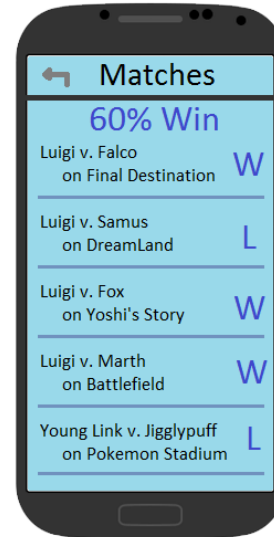 Matches
60% Win
Luigi v. Falco
on Final Destination
W
Luigi v. Samus
on DreamLand
L
Luigi v. Fox
on Yoshi's Story
W
Luigi v. Marth
on Battlefield
W
Young Link v. Jigglypuff
on Pokemon Stadium
L